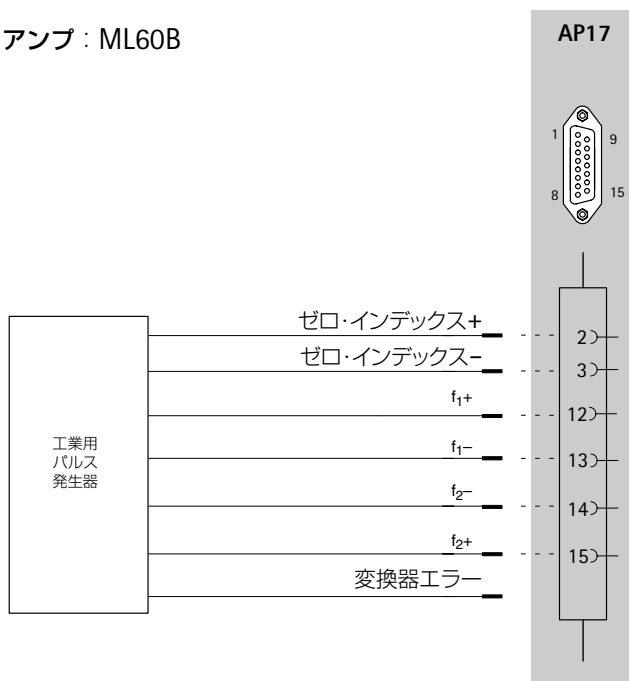 アンプ：ML60B
AP17
1
9
8
15
ゼロ・インデックス+
2
ゼロ・インデックス−
3
f₁+
12
f₁−
13
工業用
パルス
発生器
f₂−
14
f₂+
15
変換器エラー